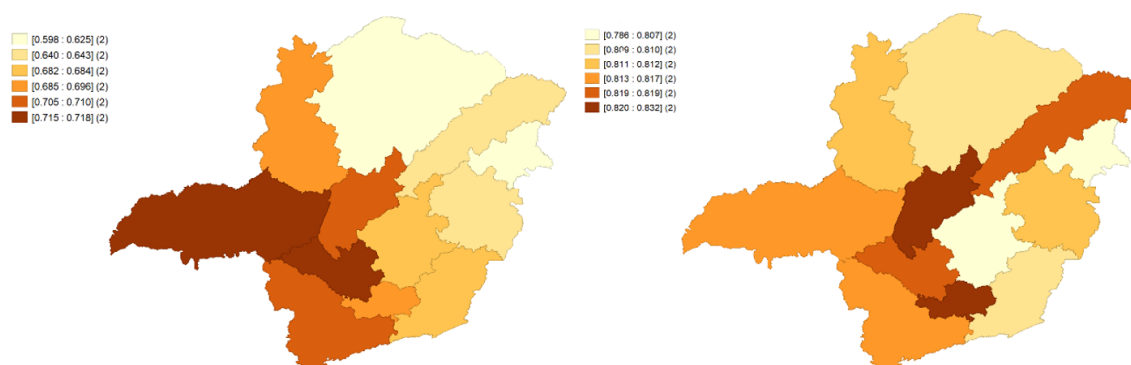 [0.598 : 0.625] (2)
[0.640 : 0.643] (2)
[0.682 : 0.684] (2)
[0.685 : 0.696] (2)
[0.705 : 0.710] (2)
[0.715 : 0.718] (2)
[0.786 : 0.807] (2)
[0.809 : 0.810] (2)
[0.811 : 0.812] (2)
[0.813 : 0.817] (2)
[0.819 : 0.819] (2)
[0.820 : 0.832] (2)